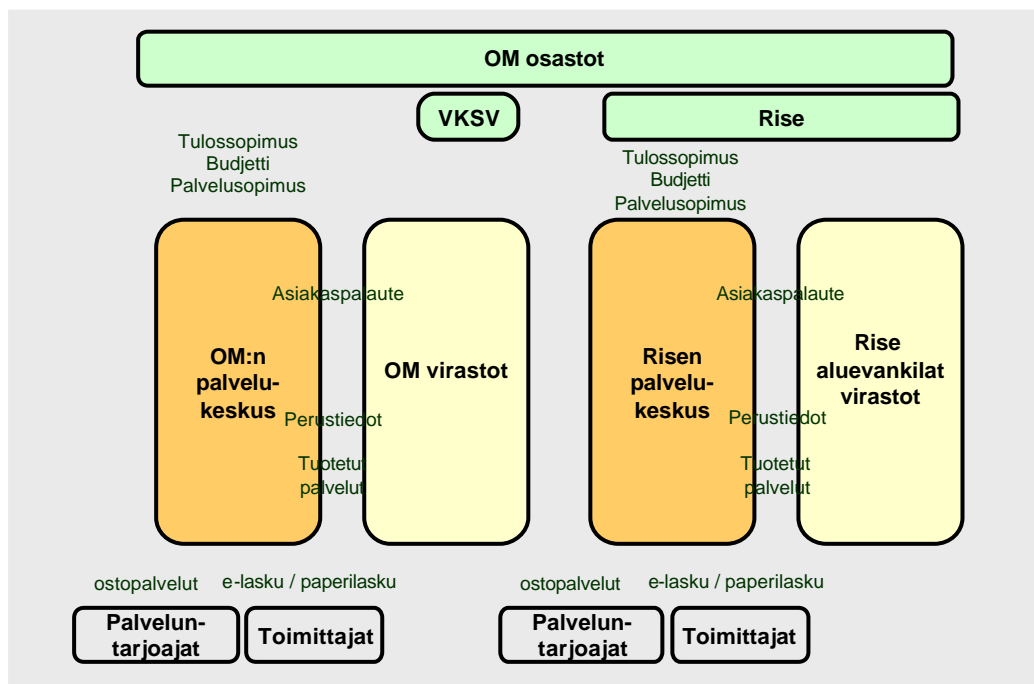 OM osastot
VKSV
Rise
Tulossopimus
Budjetti
Palvelusopimus
Tulossopimus
Budjetti
Palvelusopimus
OM:n
palvelu-
keskus
Asiakaspalaute
Perustiedot
Tuotetut
palvelut
OM virastot
Risen
palvelu-
keskus
Asiakaspalaute
Perustiedot
Tuotetut
palvelut
Rise
aluevankilat
virastot
ostopalvelut
e-lasku / paperilasku
Palvelun-
tarjoajat
Toimittajat
ostopalvelut
e-lasku / paperilasku
Palvelun-
tarjoajat
Toimittajat